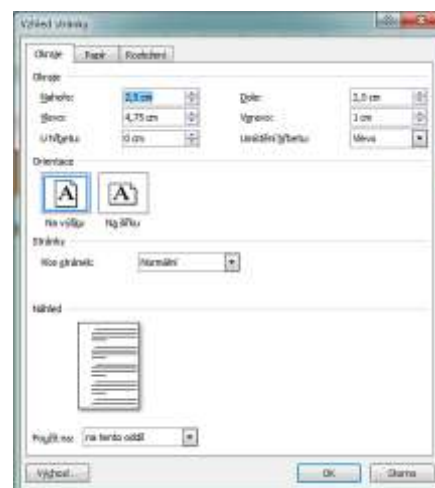 Vzhled stránky
Okraje Papír Rozložení
Okraje
Nahoře: 2,5 cm Dole: 2,5 cm
Vlevo: 4,75 cm Vpravo: 1 cm
U hřbetu: 0 cm Umístění hřbetu: Vlevo
Orientace
A A
Na výšku Na šířku
Stránky
Více stránek: Normální
Náhled
Použít na: na tento oddíl
Výchozí... OK Storno